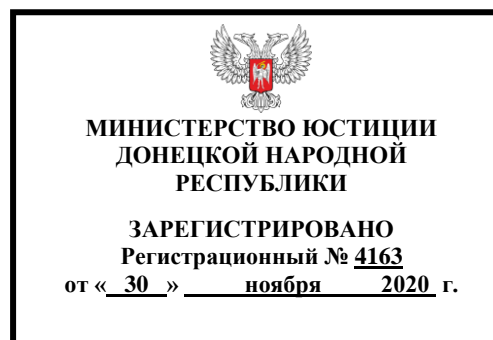 МИНИСТЕРСТВО ЮСТИЦИИ
ДОНЕЦКОЙ НАРОДНОЙ
РЕСПУБЛИКИ
ЗАРЕГИСТРИРОВАНО
Регистрационный № 4163
от « 30 » ноября 2020 г.